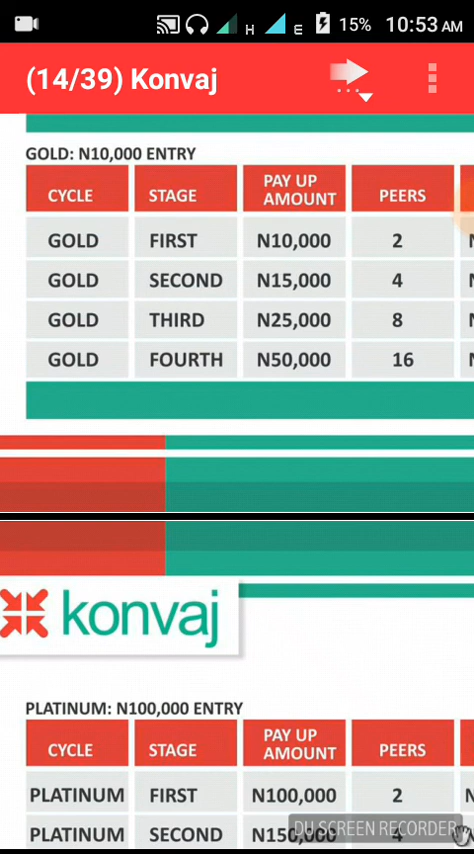 H E 15% 10:53 AM
(14/39) Konvaj
GOLD: N10,000 ENTRY
CYCLE STAGE PAY UP AMOUNT PEERS
GOLD FIRST N10,000 2 N
GOLD SECOND N15,000 4 N
GOLD THIRD N25,000 8 N
GOLD FOURTH N50,000 16 N
konvaj
PLATINUM: N100,000 ENTRY
CYCLE STAGE PAY UP AMOUNT PEERS
PLATINUM FIRST N100,000 2 N
PLATINUM SECOND N150,000 4
DU SCREEN RECORDER